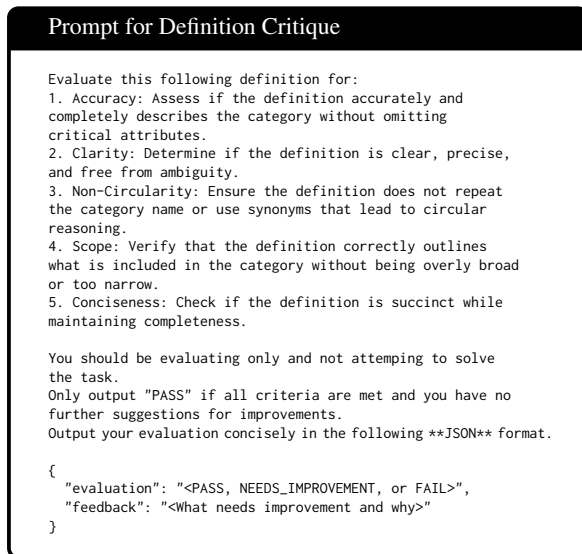 Prompt for Definition Critique
Evaluate this following definition for:
1. Accuracy: Assess if the definition accurately and
completely describes the category without omitting
critical attributes.
2. Clarity: Determine if the definition is clear, precise,
and free from ambiguity.
3. Non-Circularity: Ensure the definition does not repeat
the category name or use synonyms that lead to circular
reasoning.
4. Scope: Verify that the definition correctly outlines
what is included in the category without being overly broad
or too narrow.
5. Conciseness: Check if the definition is succinct while
maintaining completeness.
You should be evaluating only and not attemping to solve
the task.
Only output "PASS" if all criteria are met and you have no
further suggestions for improvements.
Output your evaluation concisely in the following **JSON** format.
{
"evaluation": "<PASS, NEEDS_IMPROVEMENT, or FAIL>",
"feedback": "<What needs improvement and why>"
}